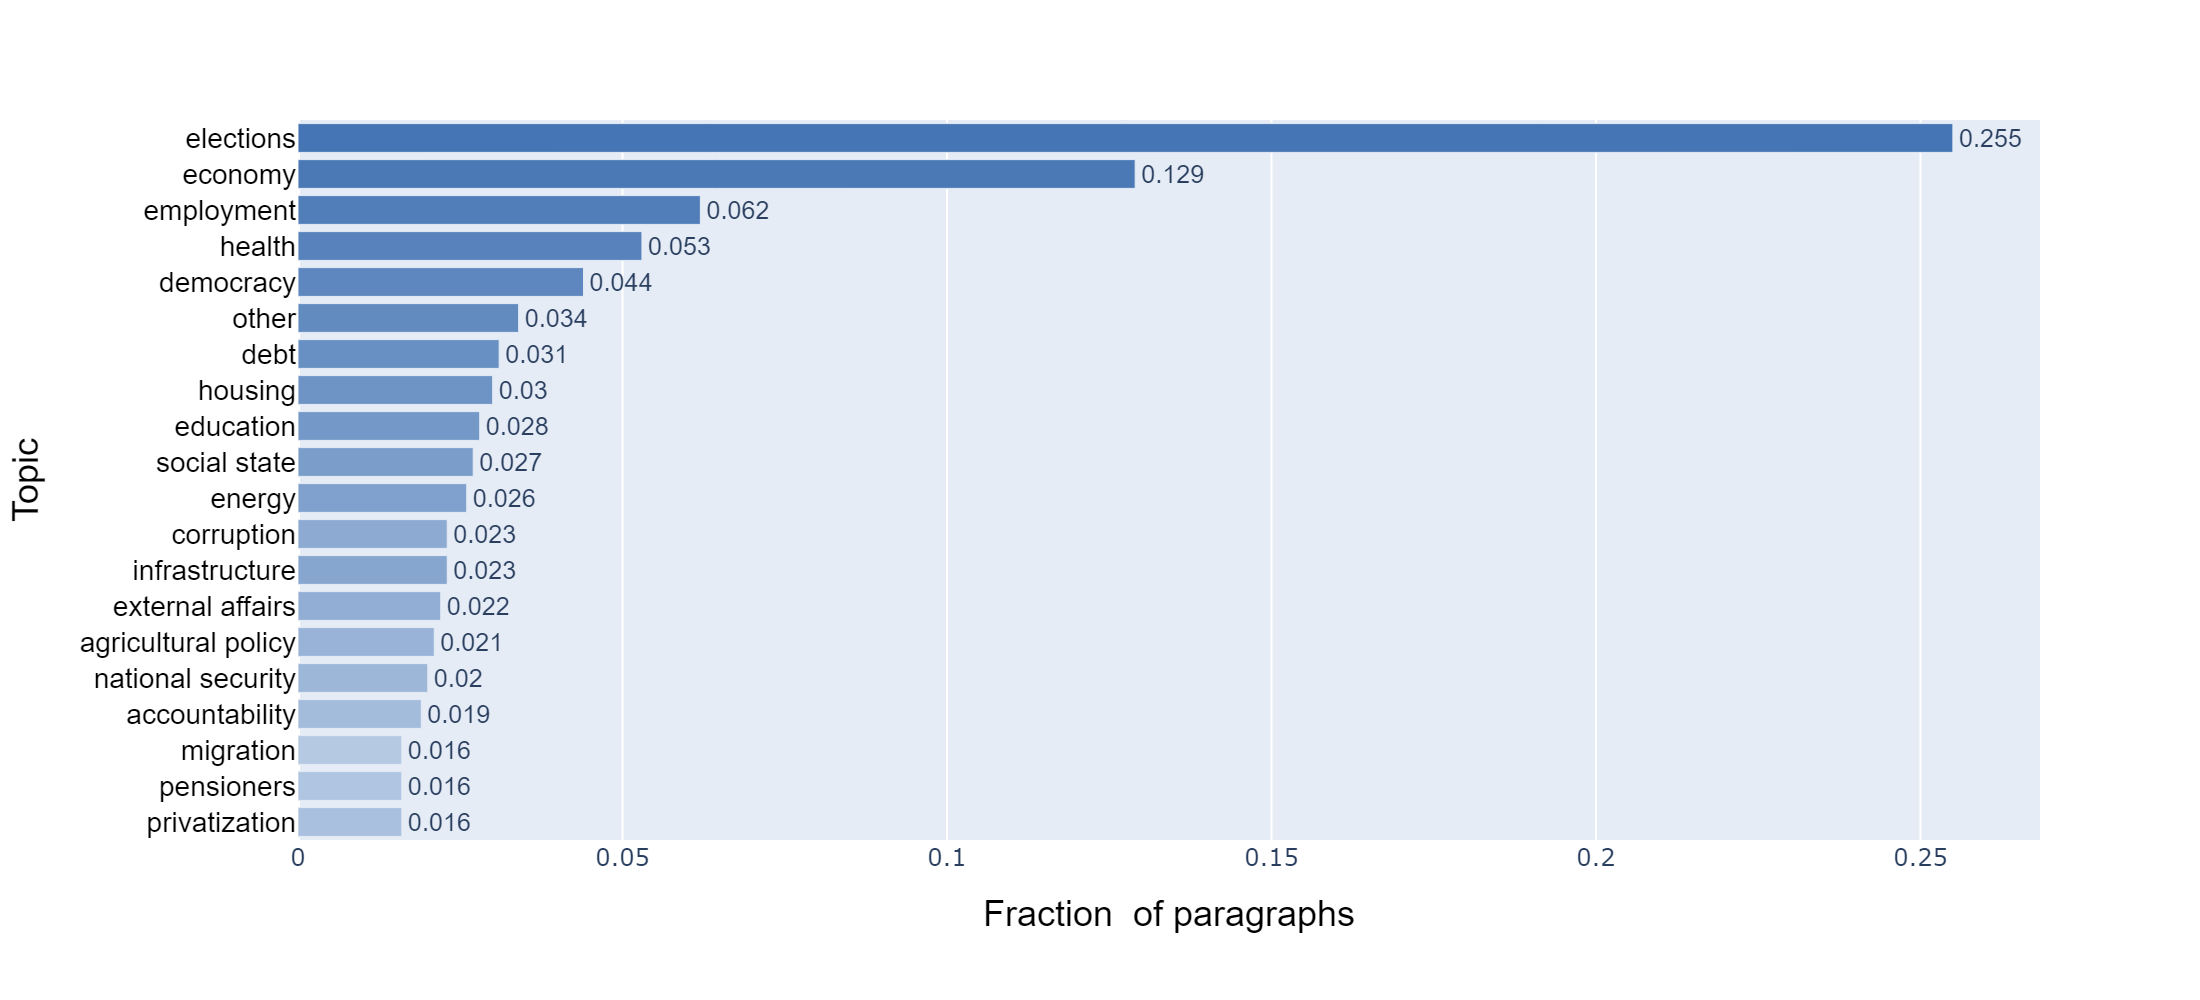 Topic
elections 0.255
economy 0.129
employment 0.062
health 0.053
democracy 0.044
other 0.034
debt 0.031
housing 0.03
education 0.028
social state 0.027
energy 0.026
corruption 0.023
infrastructure 0.023
external affairs 0.022
agricultural policy 0.021
national security 0.02
accountability 0.019
migration 0.016
pensioners 0.016
privatization 0.016
0 0.05 0.1 0.15 0.2 0.25
Fraction  of paragraphs